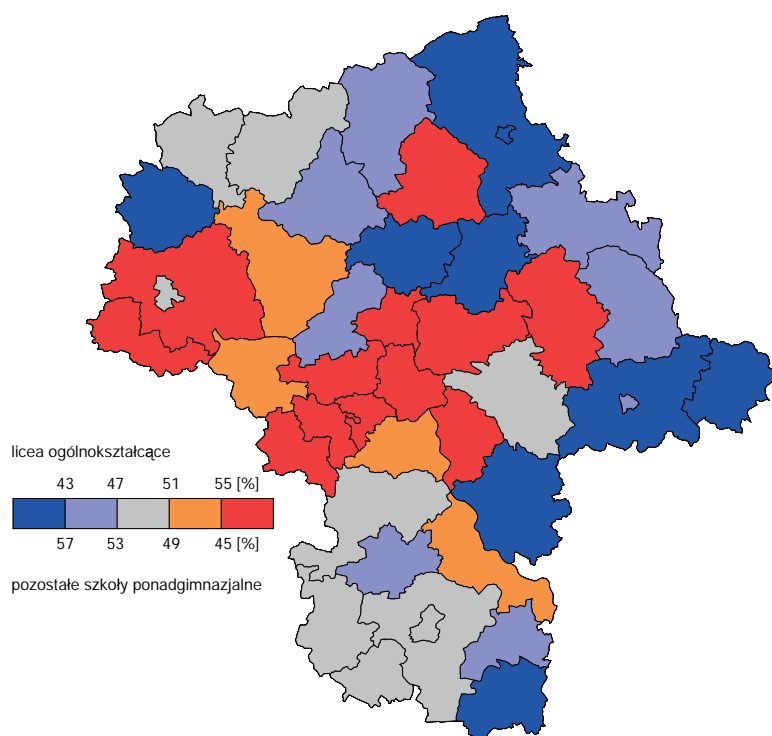 licea ogólnokształcące
43 47 51 55 [%]
57 53 49 45 [%]
pozostałe szkoły ponadgimnazjalne